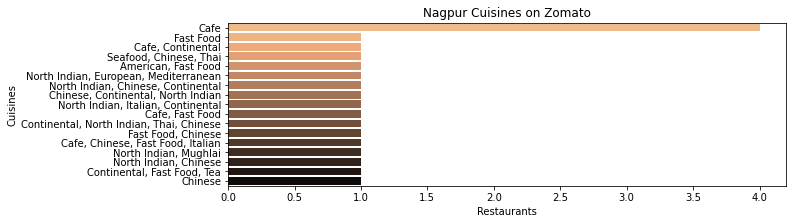 Nagpur Cuisines on Zomato
Cuisines
Cafe
Fast Food
Cafe, Continental
Seafood, Chinese, Thai
American, Fast Food
North Indian, European, Mediterranean
North Indian, Chinese, Continental
Chinese, Continental, North Indian
North Indian, Italian, Continental
Cafe, Fast Food
Continental, North Indian, Thai, Chinese
Fast Food, Chinese
Cafe, Chinese, Fast Food, Italian
North Indian, Mughlai
North Indian, Chinese
Continental, Fast Food, Tea
Chinese
0.0 0.5 1.0 1.5 2.0 2.5 3.0 3.5 4.0
Restaurants